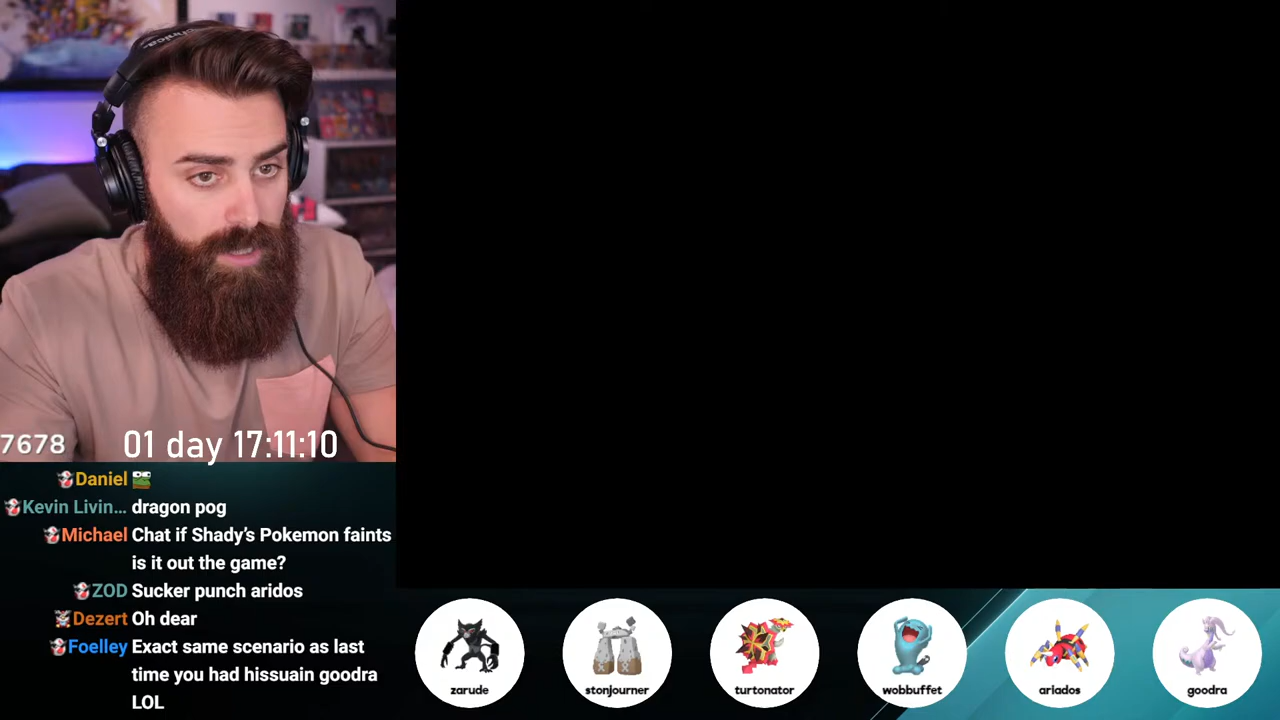 7678
01 day 17:11:10
Daniel
Kevin Livin... dragon pog
Michael Chat if Shady's Pokemon faints
is it out the game?
ZOD Sucker punch aridos
Dezert Oh dear
Foelley Exact same scenario as last
time you had hissuain goodra
LOL
zarude
stonjourner
turtonator
wobbuffet
ariados
goodra